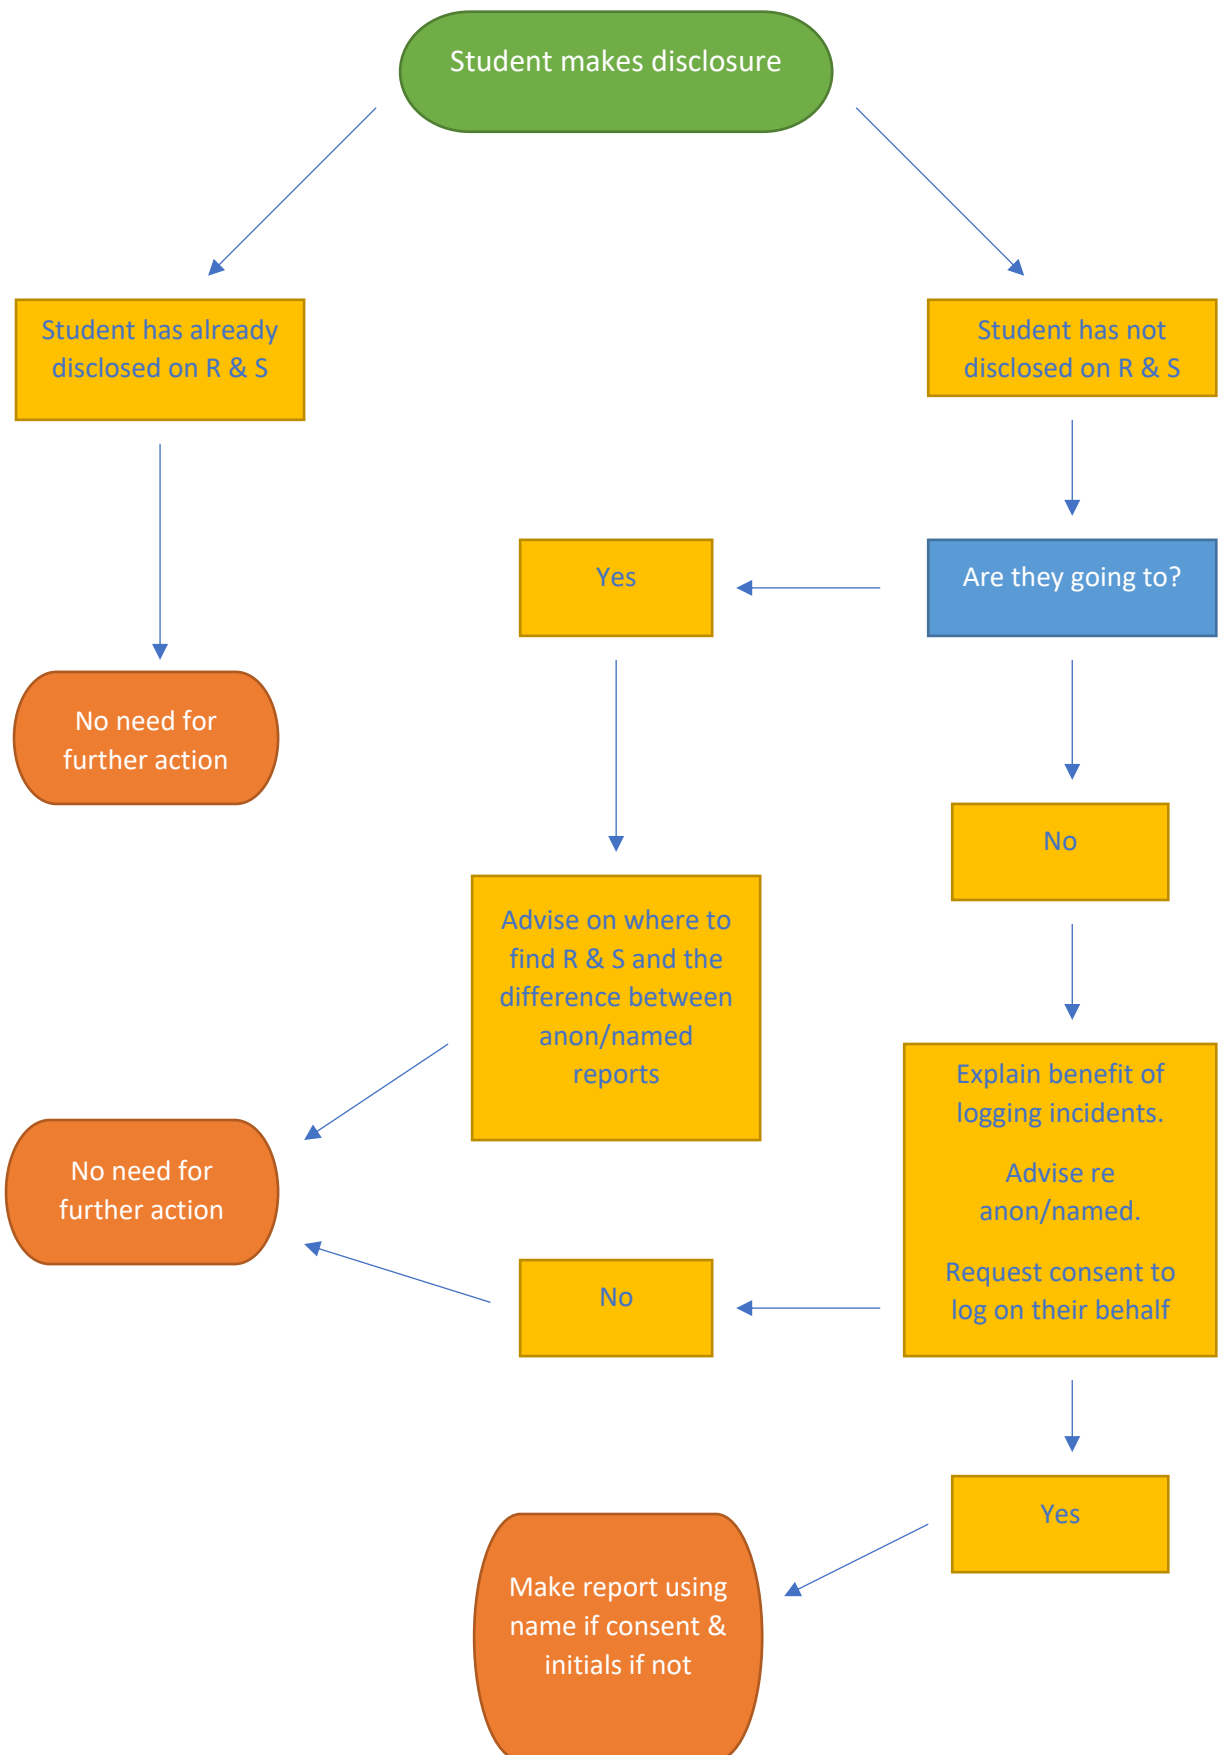 Student makes disclosure
Student has already
disclosed on R & S
Student has not
disclosed on R & S
Yes
Are they going to?
No need for
further action
No
Advise on where to
find R & S and the
difference between
anon/named
reports
Explain benefit of
logging incidents.
Advise re
anon/named.
Request consent to
log on their behalf
No need for
further action
No
Yes
Make report using
name if consent &
initials if not